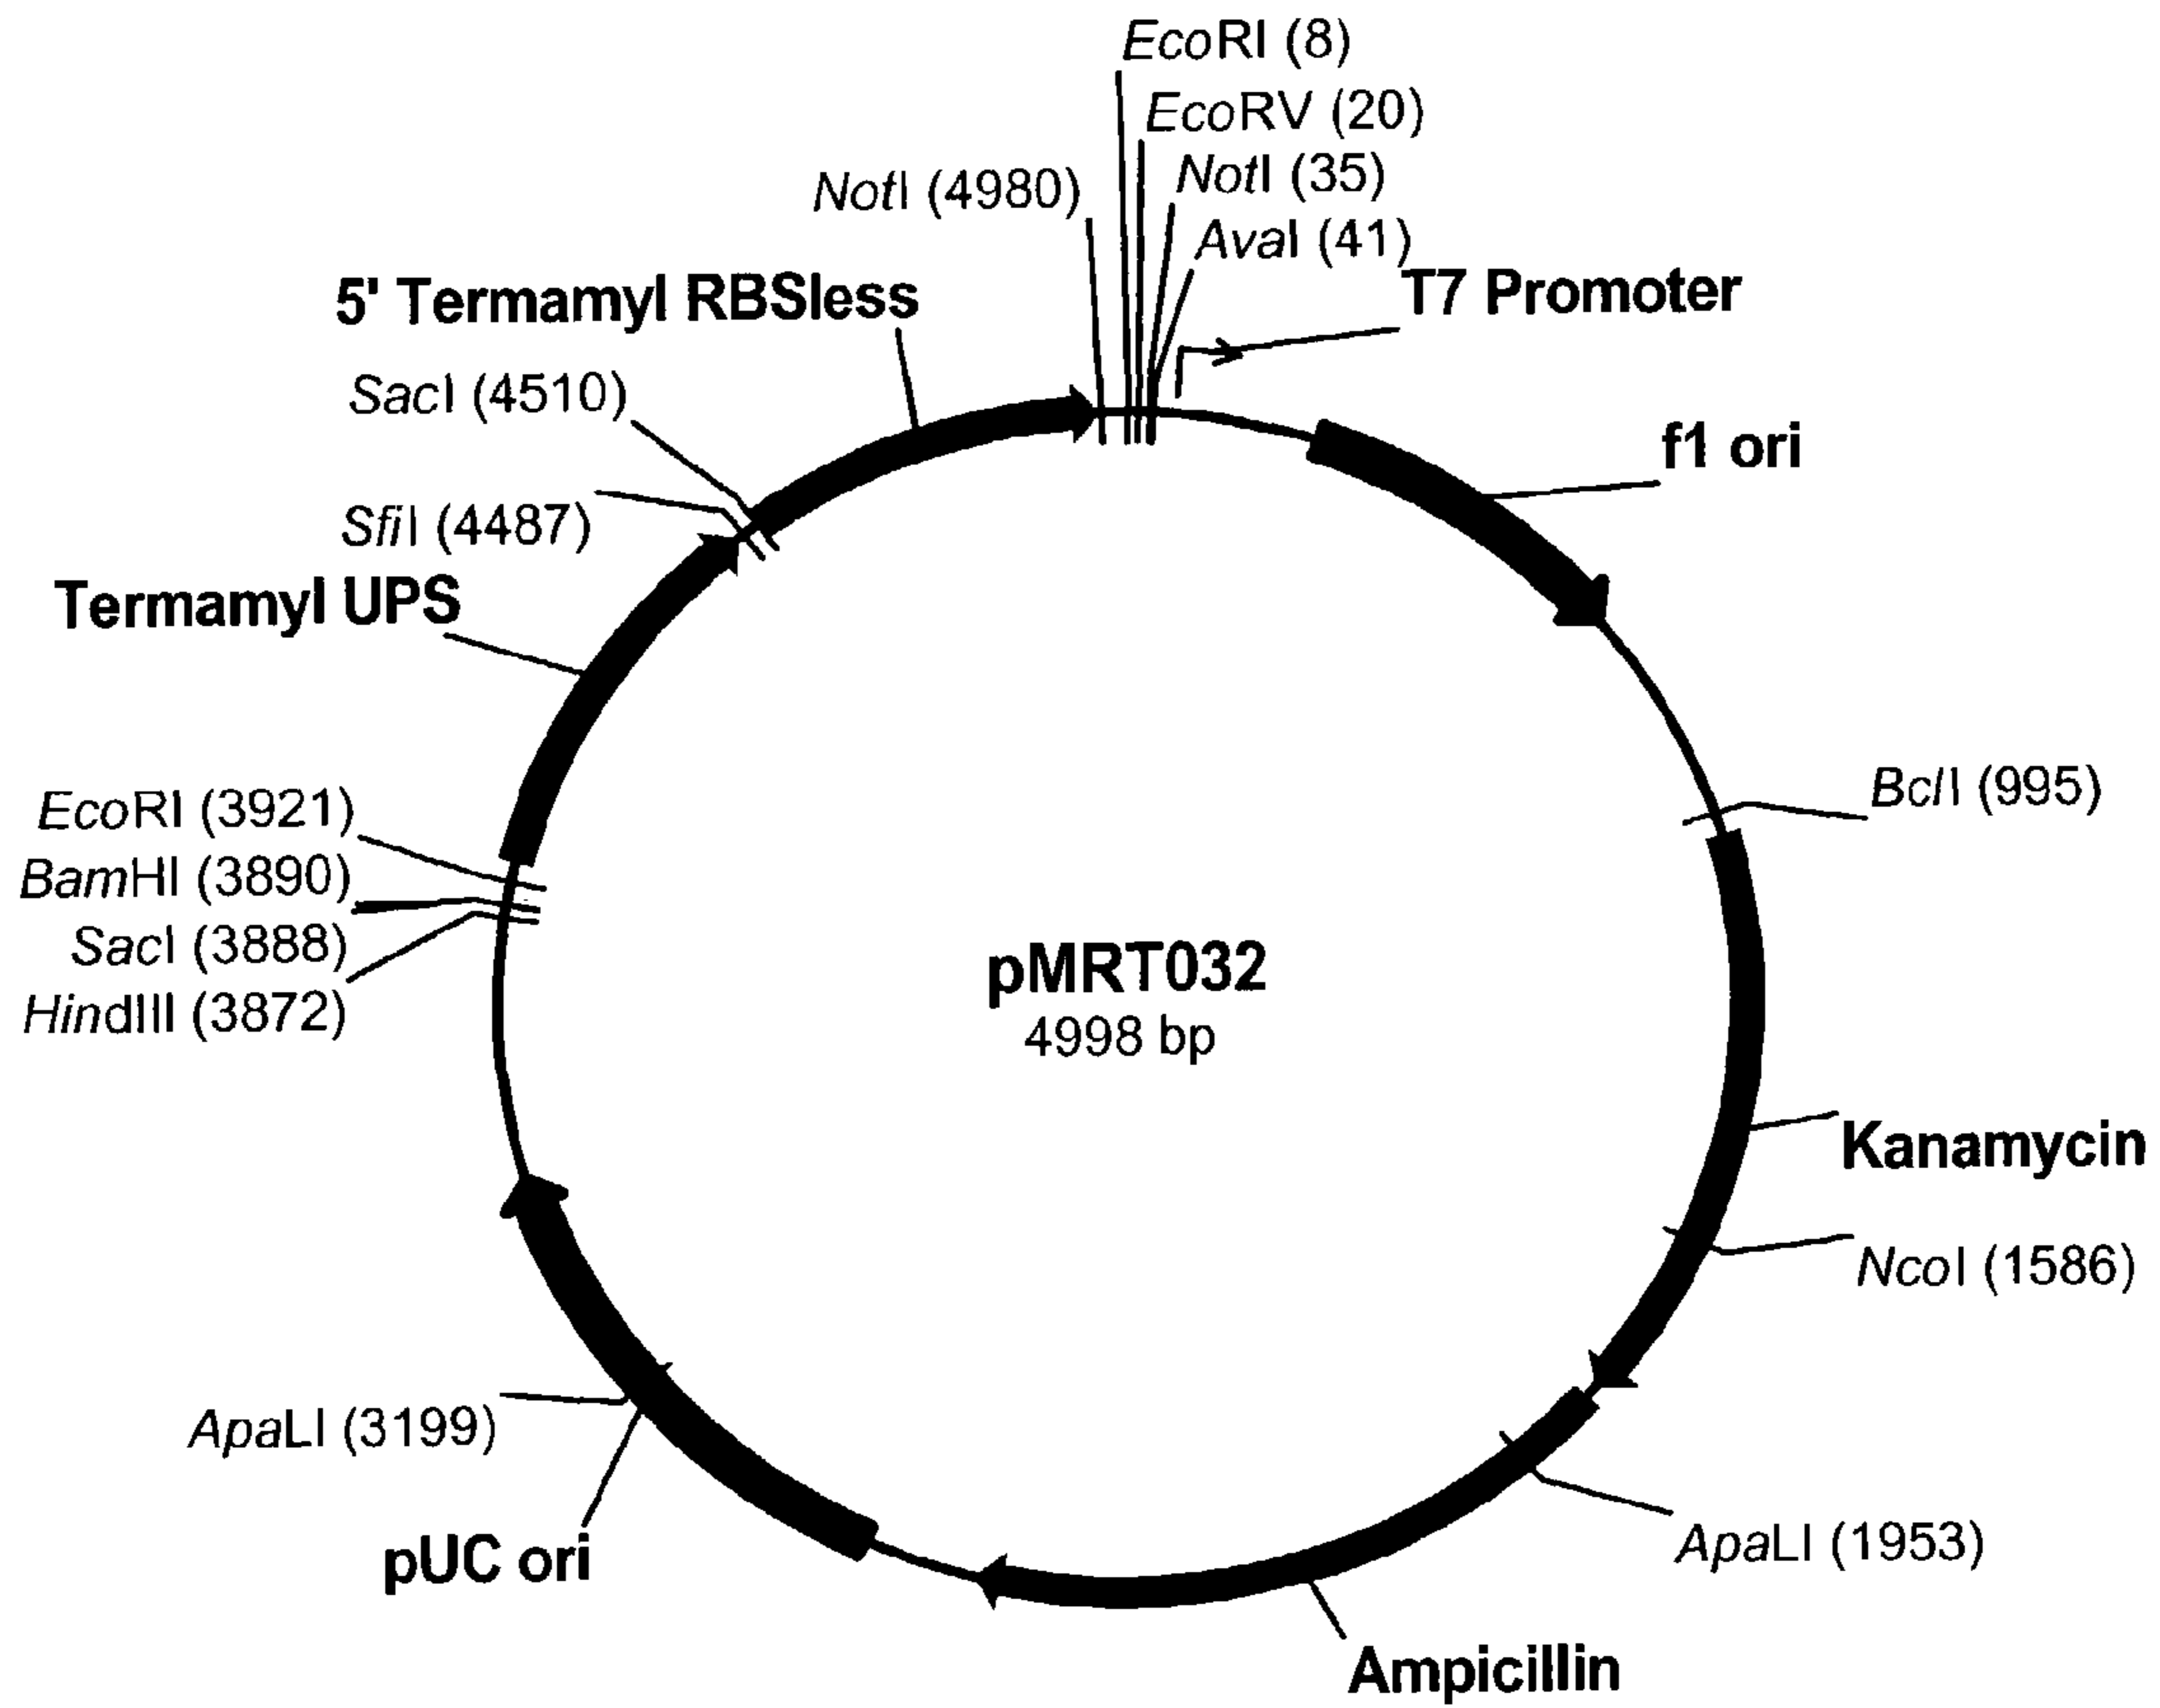 EcoRI (8)
EcoRV (20)
NotI (35)
NotI (4980)
AvaI (41)
T7 Promoter
5' Termamyl RBSless
SacI (4510)
f1 ori
SfiI (4487)
Termamyl UPS
BclI (995)
EcoRI (3921)
BamHI (3890)
SacI (3888)
HindIII (3872)
pMRT032
4998 bp
Kanamycin
NcoI (1586)
ApaLI (3199)
ApaLI (1953)
pUC ori
Ampicillin